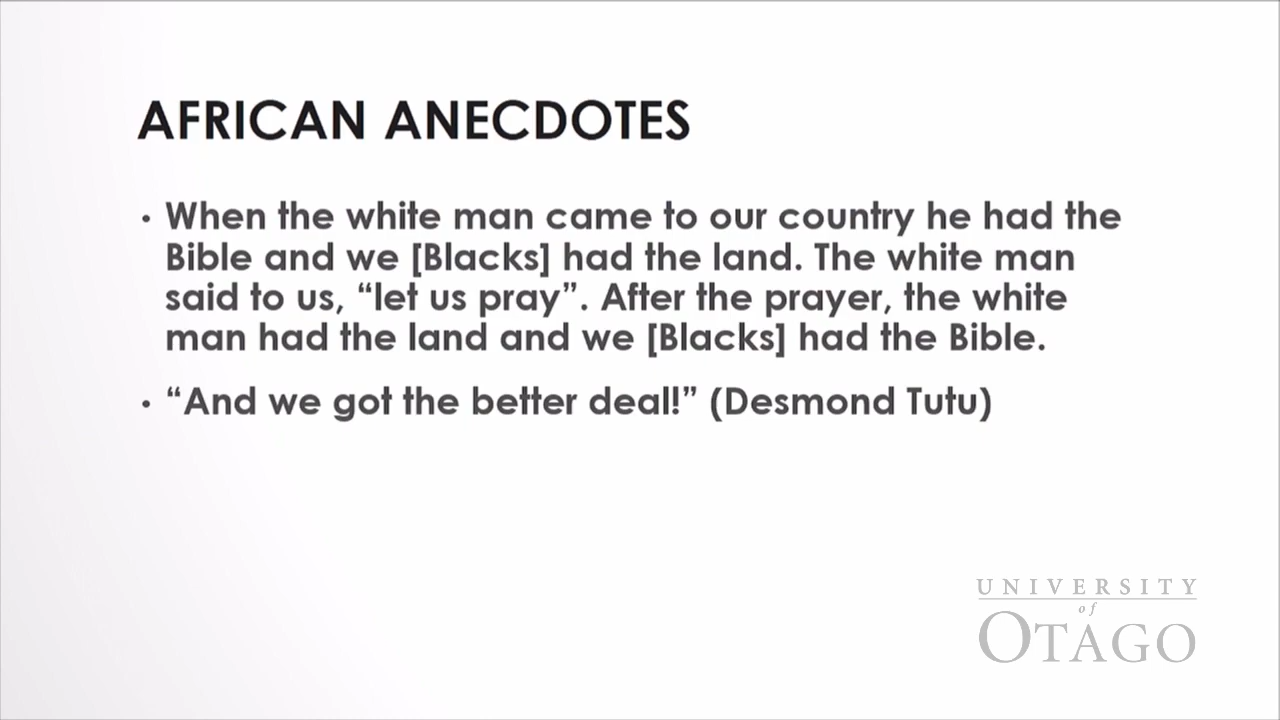 AFRICAN ANECDOTES
• When the white man came to our country he had the
Bible and we [Blacks] had the land. The white man
said to us, “let us pray”. After the prayer, the white
man had the land and we [Blacks] had the Bible.
• “And we got the better deal!” (Desmond Tutu)
UNIVERSITY
of
OTAGO